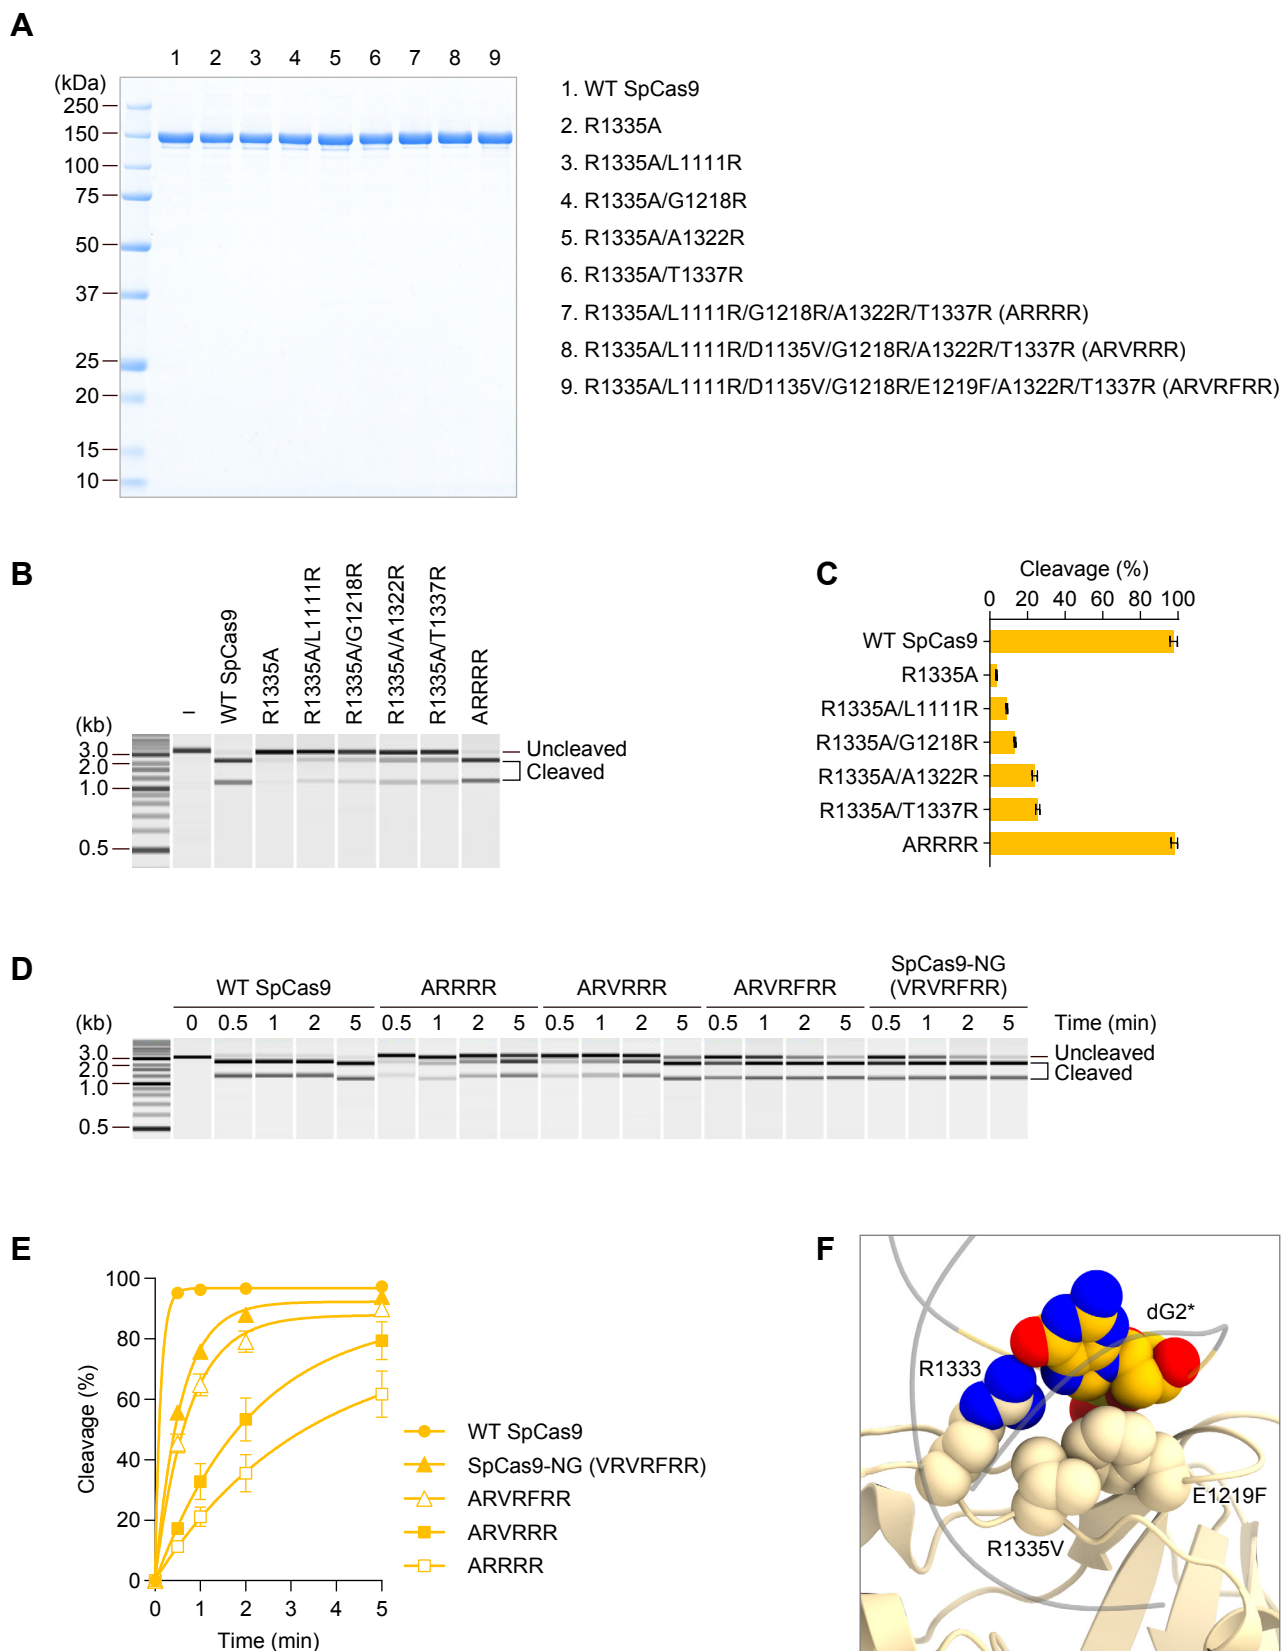 A
1 2 3 4 5 6 7 8 9
(kDa)
250
150
100
75
50
37
25
20
15
10
1. WT SpCas9
2. R1335A
3. R1335A/L1111R
4. R1335A/G1218R
5. R1335A/A1322R
6. R1335A/T1337R
7. R1335A/L1111R/G1218R/A1322R/T1337R (ARRRR)
8. R1335A/L1111R/D1135V/G1218R/A1322R/T1337R (ARVRRR)
9. R1335A/L1111R/D1135V/G1218R/E1219F/A1322R/T1337R (ARVRFRR)
B
–
WT SpCas9
R1335A
R1335A/L1111R
R1335A/G1218R
R1335A/A1322R
R1335A/T1337R
ARRRR
(kb)
3.0
2.0
1.0
0.5
Uncleaved
Cleaved
C
Cleavage (%)
0 20 40 60 80 100
WT SpCas9
R1335A
R1335A/L1111R
R1335A/G1218R
R1335A/A1322R
R1335A/T1337R
ARRRR
D
WT SpCas9 ARRRR ARVRRR ARVRFRR SpCas9-NG
(VRVRFRR)
(kb) 0 0.5 1 2 5 0.5 1 2 5 0.5 1 2 5 0.5 1 2 5 0.5 1 2 5 Time (min)
3.0
2.0
1.0
0.5
Uncleaved
Cleaved
E
Cleavage (%)
100
80
60
40
20
0
0 1 2 3 4 5
Time (min)
WT SpCas9
SpCas9-NG (VRVRFRR)
ARVRFRR
ARVRRR
ARRRR
F
dG2*
R1333
E1219F
R1335V